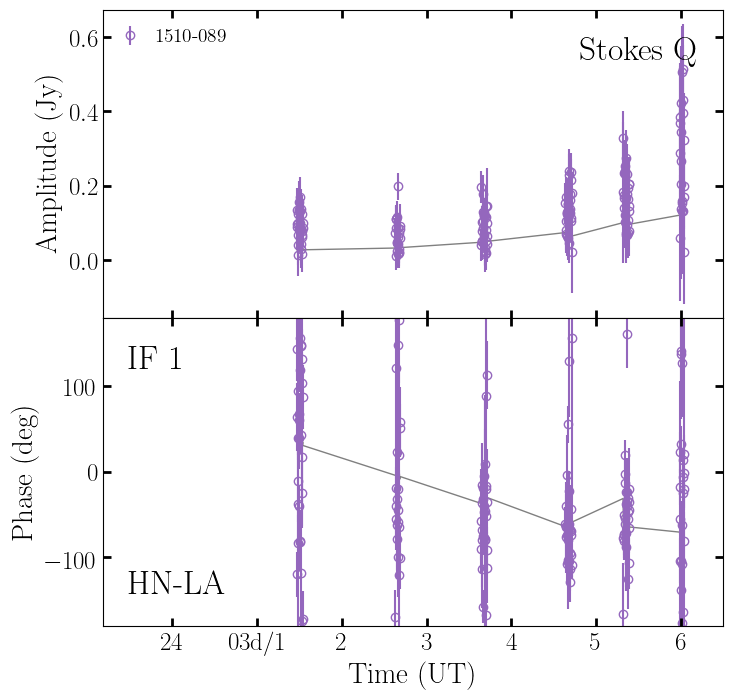 1510-089
Stokes Q
0.6
0.4
0.2
0.0
Amplitude (Jy)
IF 1
100
0
−100
Phase (deg)
HN-LA
24 03d/1 2 3 4 5 6
Time (UT)